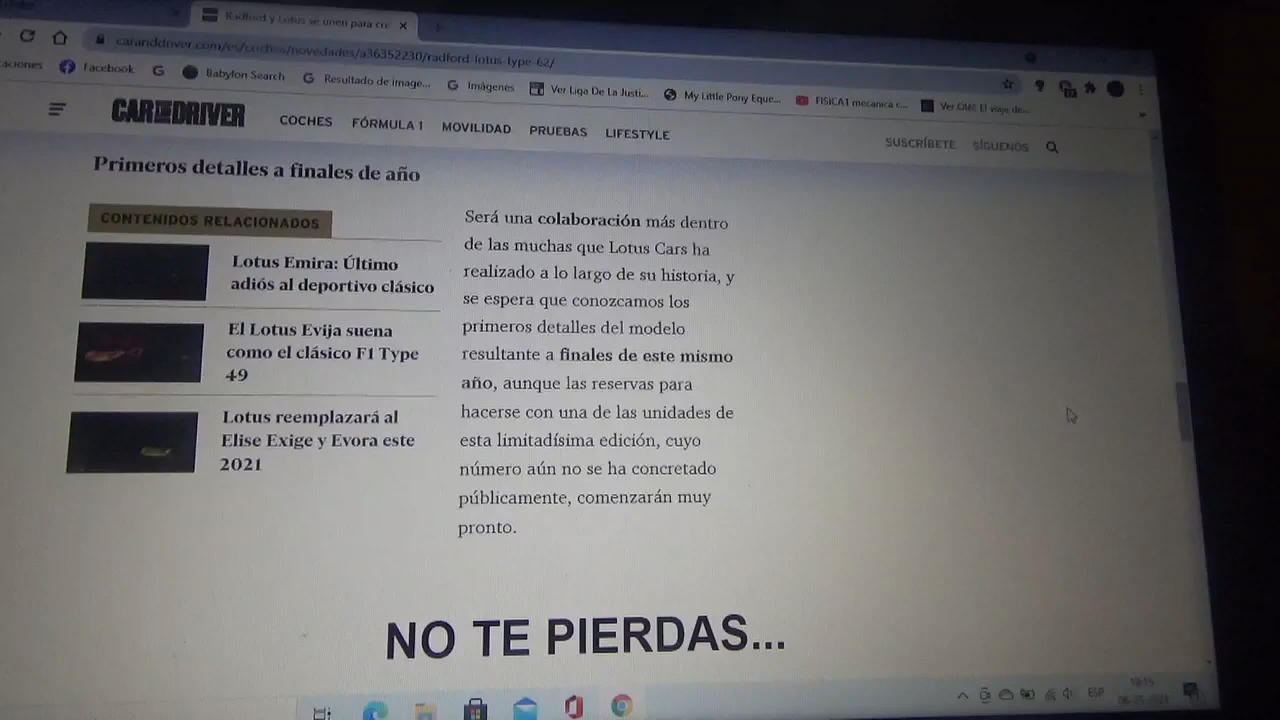 Radford y Lotus se unen para cre
caranddriver.com/es/coches/novedades/a36352230/radford-lotus-type-62/
aciones
Facebook
Babylon Search
Resultado de image...
Imágenes
Ver Liga De La Justi...
My Little Pony Eque...
FISICA1 mecanica c...
CAR AND DRIVER
COCHES
FÓRMULA 1
MOVILIDAD
PRUEBAS
LIFESTYLE
SUSCRÍBETE
SÍGUENOS
Primeros detalles a finales de año
CONTENIDOS RELACIONADOS
Lotus Emira: Último
adiós al deportivo clásico
El Lotus Evija suena
como el clásico F1 Type
49
Lotus reemplazará al
Elise Exige y Evora este
2021
Será una colaboración más dentro
de las muchas que Lotus Cars ha
realizado a lo largo de su historia, y
se espera que conozcamos los
primeros detalles del modelo
resultante a finales de este mismo
año, aunque las reservas para
hacerse con una de las unidades de
esta limitadísima edición, cuyo
número aún no se ha concretado
públicamente, comenzarán muy
pronto.
NO TE PIERDAS...
ESP